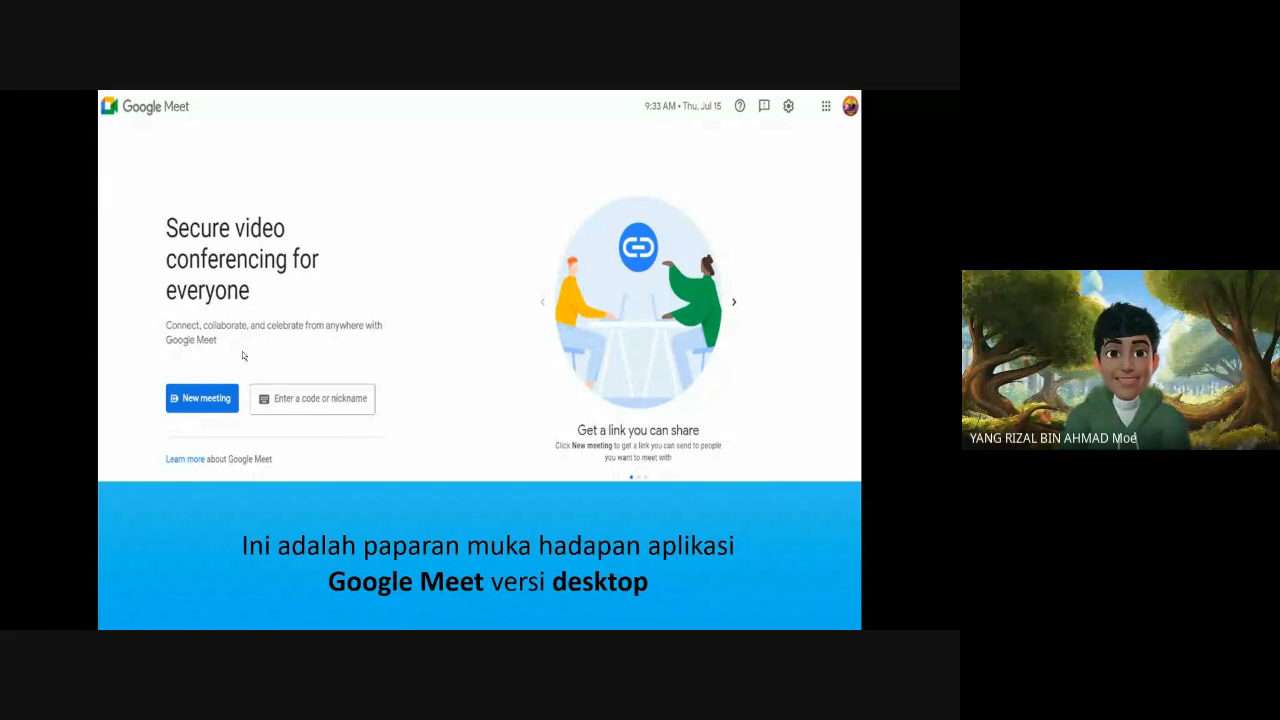 Google Meet
9:33 AM • Thu, Jul 15
Secure video
conferencing for
everyone
Connect, collaborate, and celebrate from anywhere with
Google Meet
New meeting
Enter a code or nickname
Learn more about Google Meet
Get a link you can share
Click New meeting to get a link you can send to people
you want to meet with
Ini adalah paparan muka hadapan aplikasi
Google Meet versi desktop
YANG RIZAL BIN AHMAD Moe